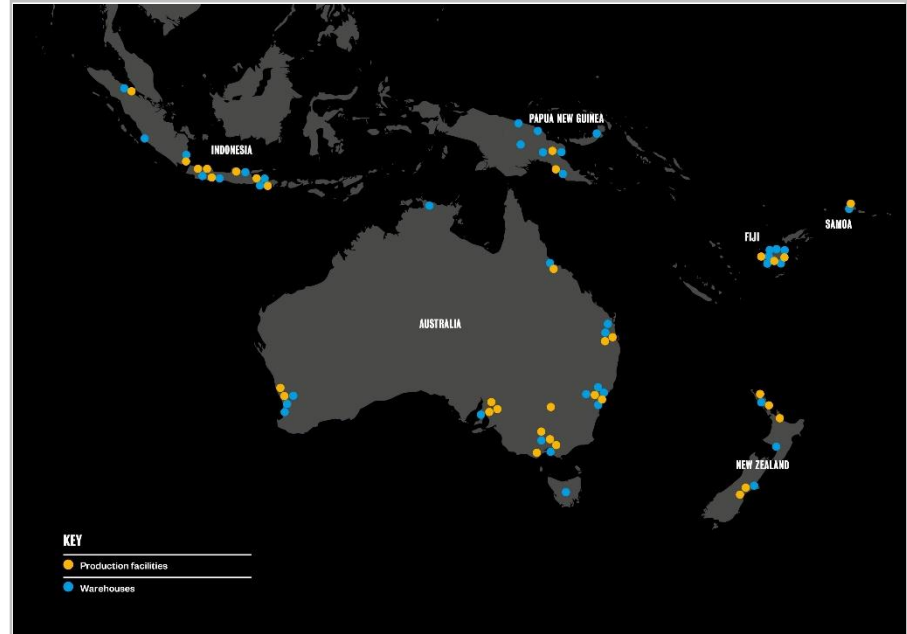 PAPUA NEW GUINEA
INDONESIA
SAMOA
FIJI
AUSTRALIA
NEW ZEALAND
KEY
Production facilities
Warehouses